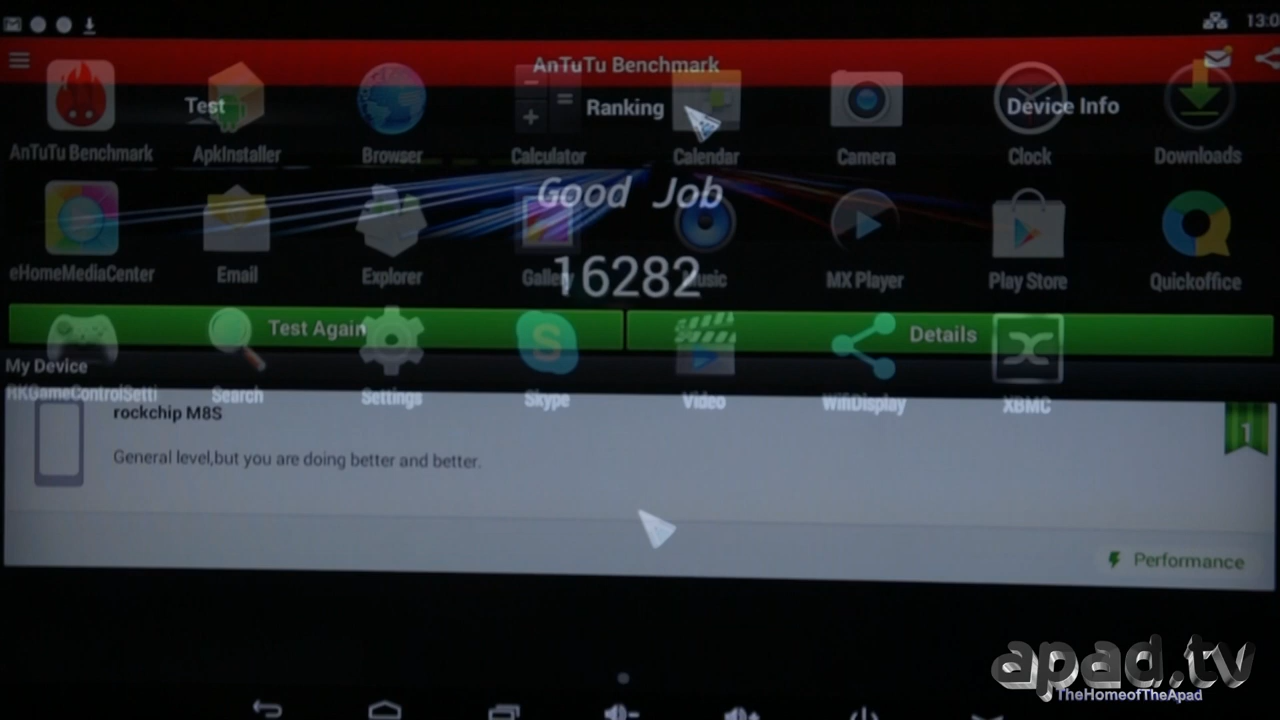 13:0
AnTuTu Benchmark
Test
Ranking
Device Info
AnTuTu Benchmark
ApkInstaller
Browser
Calculator
Calendar
Camera
Clock
Downloads
Good Job
eHomeMediaCenter
Email
Explorer
Gallery
Music
MX Player
Play Store
Quickoffice
16282
Test Again
Details
My Device
RKGameControlSetti
Search
Settings
Skype
Video
WifiDisplay
XBMC
rockchip M8S
1
General level,but you are doing better and better.
Performance
apad.tv
TheHomeofTheApad